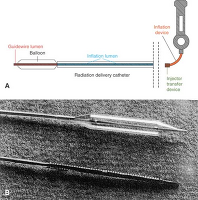 Inflation
device
Guidewire lumen
Balloon
Inflation lumen
Radiation delivery catheter
Injector
transfer
device
A
B